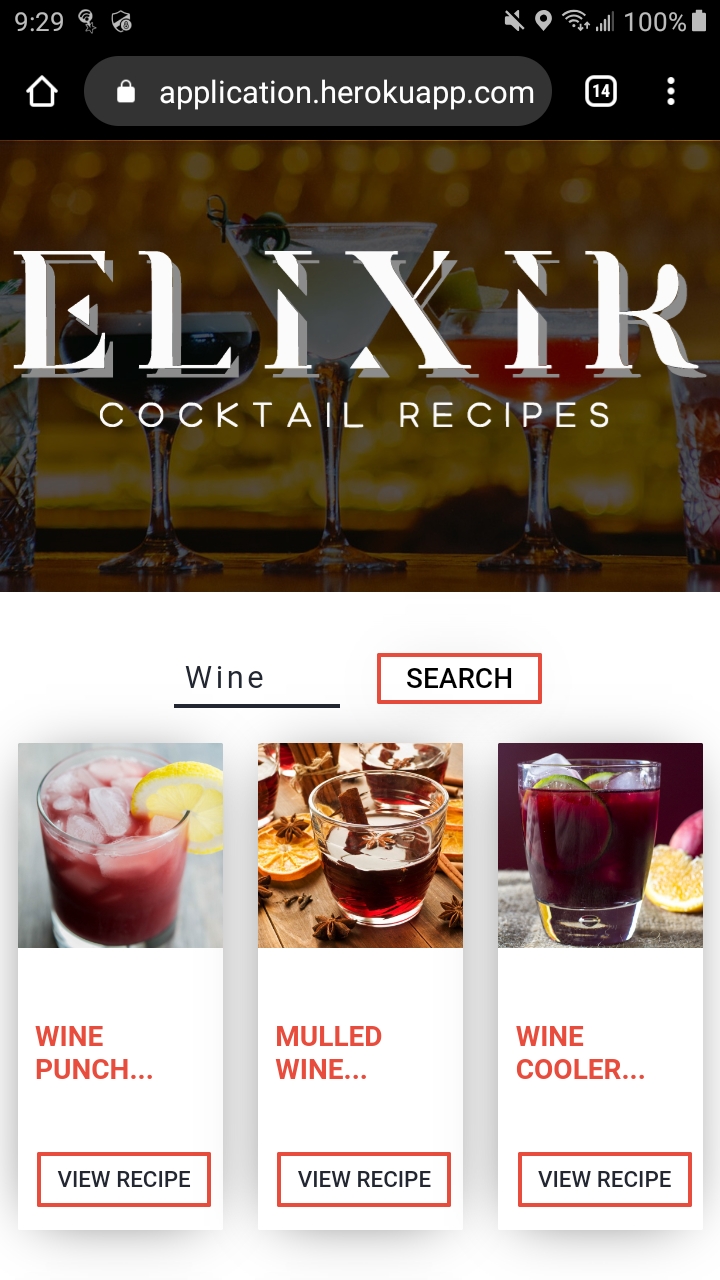 9:29
100%
application.herokuapp.com
14
ELIXIR
COCKTAIL RECIPES
Wine
SEARCH
WINE
PUNCH...
MULLED
WINE...
WINE
COOLER...
VIEW RECIPE
VIEW RECIPE
VIEW RECIPE